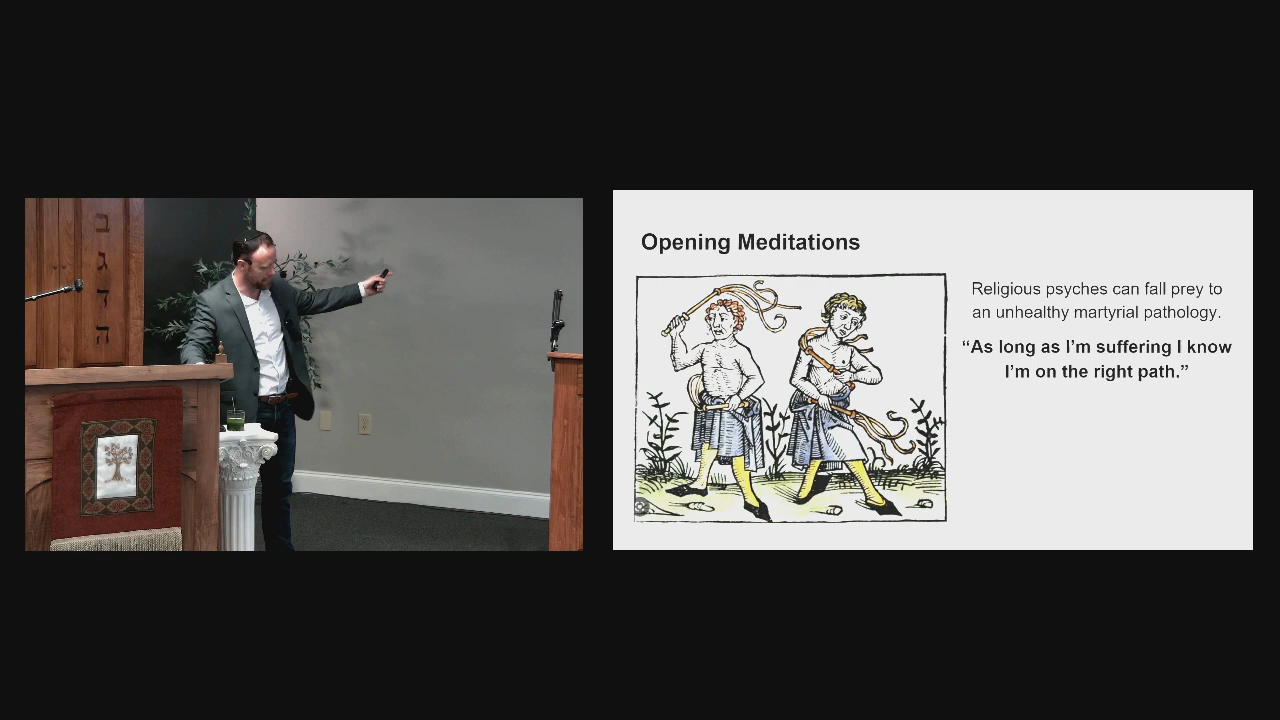 Opening Meditations
Religious psyches can fall prey to
an unhealthy martyrial pathology.
“As long as I’m suffering I know
I’m on the right path.”